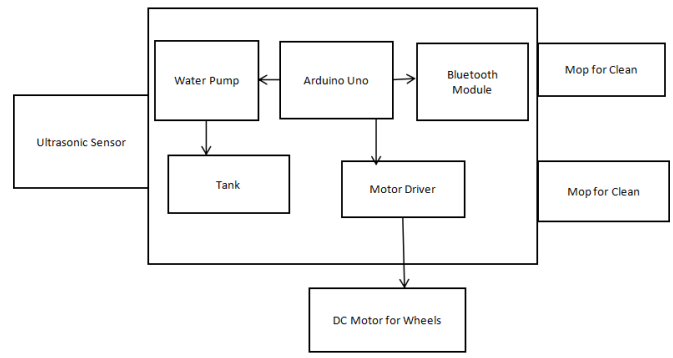 Water Pump
Arduino Uno
Bluetooth
Module
Mop for Clean
Ultrasonic Sensor
Tank
Motor Driver
Mop for Clean
DC Motor for Wheels